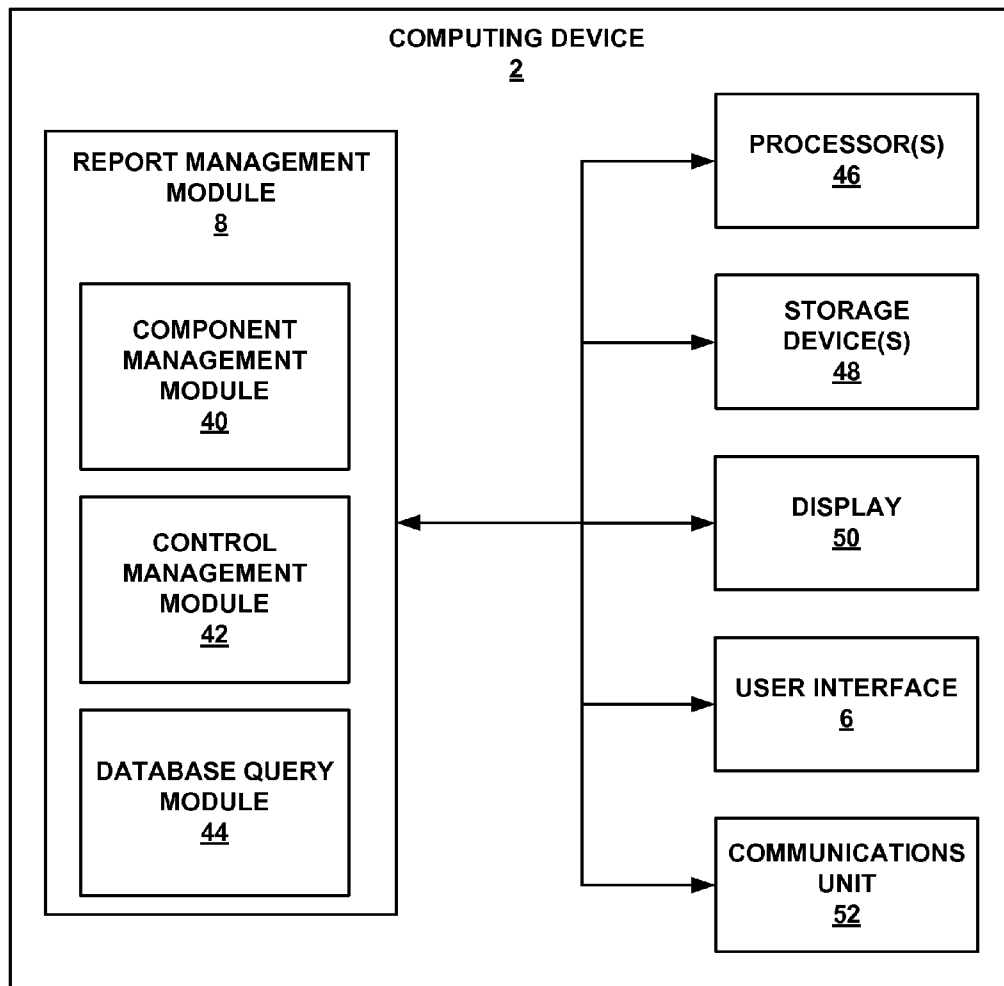 COMPUTING DEVICE
2
REPORT MANAGEMENT
MODULE
8
COMPONENT
MANAGEMENT
MODULE
40
CONTROL
MANAGEMENT
MODULE
42
DATABASE QUERY
MODULE
44
PROCESSOR(S)
46
STORAGE
DEVICE(S)
48
DISPLAY
50
USER INTERFACE
6
COMMUNICATIONS
UNIT
52